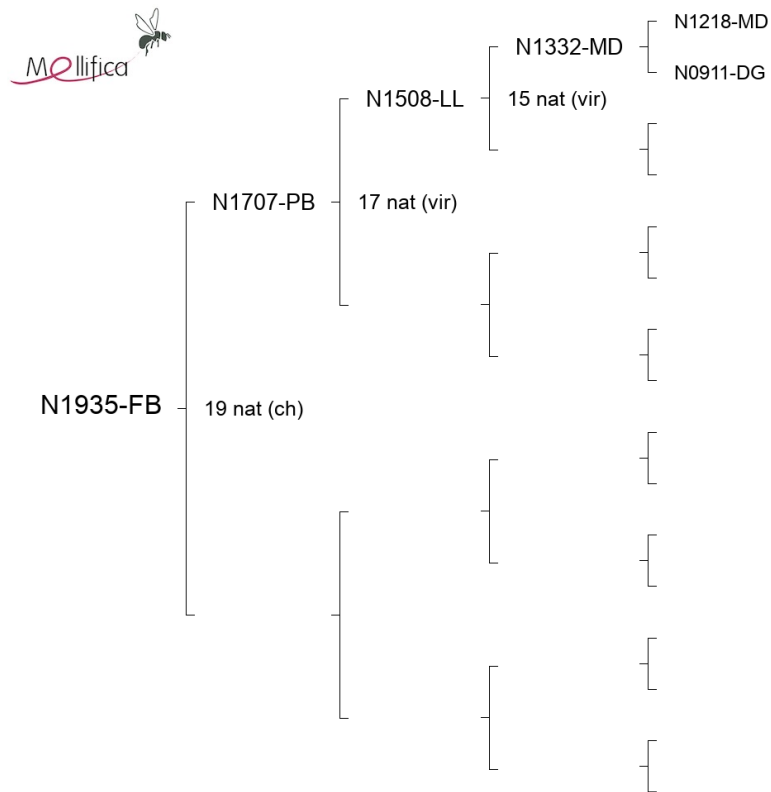 Mellifica
N1218-MD
N1332-MD
N0911-DG
N1508-LL
15 nat (vir)
N1707-PB
17 nat (vir)
N1935-FB
19 nat (ch)